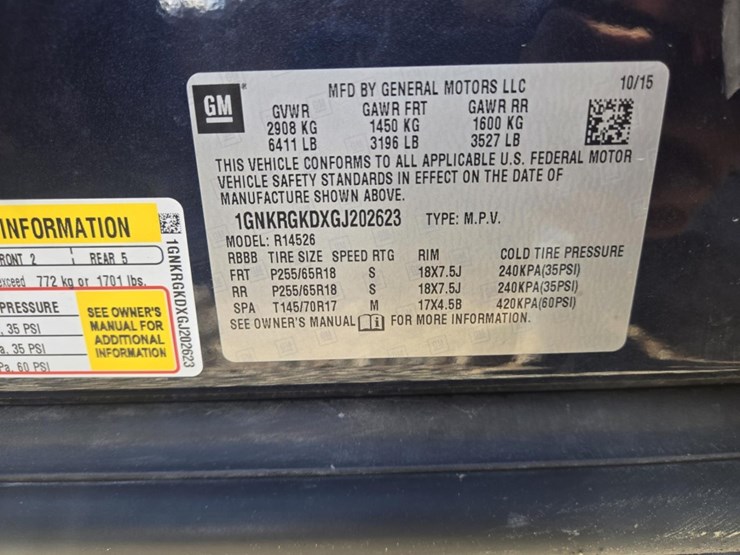 GM
MFD BY GENERAL MOTORS LLC 10/15
GVWR GAWR FRT GAWR RR
2908 KG 1450 KG 1600 KG
6411 LB 3196 LB 3527 LB
THIS VEHICLE CONFORMS TO ALL APPLICABLE U.S. FEDERAL MOTOR
VEHICLE SAFETY STANDARDS IN EFFECT ON THE DATE OF
MANUFACTURE SHOWN ABOVE.
1GNKRGKDXGJ202623 TYPE: M.P.V.
MODEL: R14526
RBBB TIRE SIZE SPEED RTG RIM COLD TIRE PRESSURE
FRT P255/65R18 S 18X7.5J 240KPA(35PSI)
RR P255/65R18 S 18X7.5J 240KPA(35PSI)
SPA T145/70R17 M 17X4.5B 420KPA(60PSI)
SEE OWNER'S MANUAL FOR MORE INFORMATION.
INFORMATION
RONT 2 REAR 5
exceed 772 kg or 1701 lbs.
PRESSURE
, 35 PSI
a, 35 PSI
Pa, 60 PSI
SEE OWNER'S
MANUAL FOR
ADDITIONAL
INFORMATION
1GNKRGKDXGJ202623